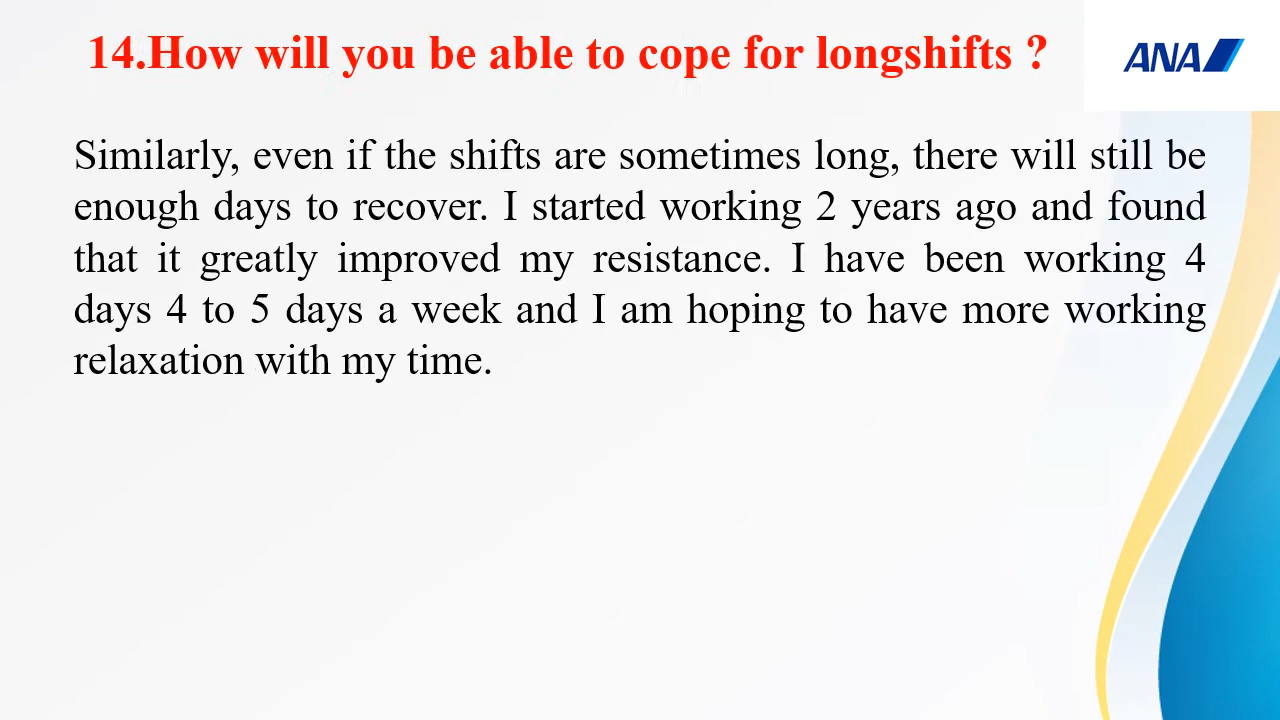 14.How will you be able to cope for longshifts ?
ANA
Similarly, even if the shifts are sometimes long, there will still be
enough days to recover. I started working 2 years ago and found
that it greatly improved my resistance. I have been working 4
days 4 to 5 days a week and I am hoping to have more working
relaxation with my time.